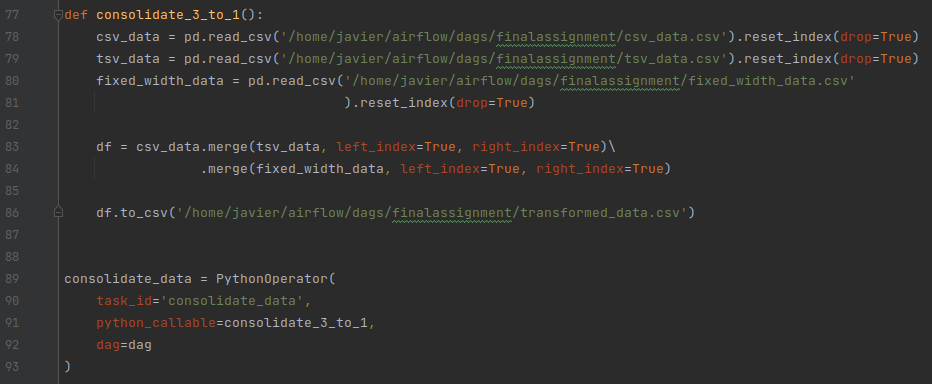 77 def consolidate_3_to_1():
78     csv_data = pd.read_csv('/home/javier/airflow/dags/finalassignment/csv_data.csv').reset_index(drop=True)
79     tsv_data = pd.read_csv('/home/javier/airflow/dags/finalassignment/tsv_data.csv').reset_index(drop=True)
80     fixed_width_data = pd.read_csv('/home/javier/airflow/dags/finalassignment/fixed_width_data.csv'
81                                    ).reset_index(drop=True)
82
83     df = csv_data.merge(tsv_data, left_index=True, right_index=True)\
84                  .merge(fixed_width_data, left_index=True, right_index=True)
85
86     df.to_csv('/home/javier/airflow/dags/finalassignment/transformed_data.csv')
87
88
89 consolidate_data = PythonOperator(
90     task_id='consolidate_data',
91     python_callable=consolidate_3_to_1,
92     dag=dag
93 )